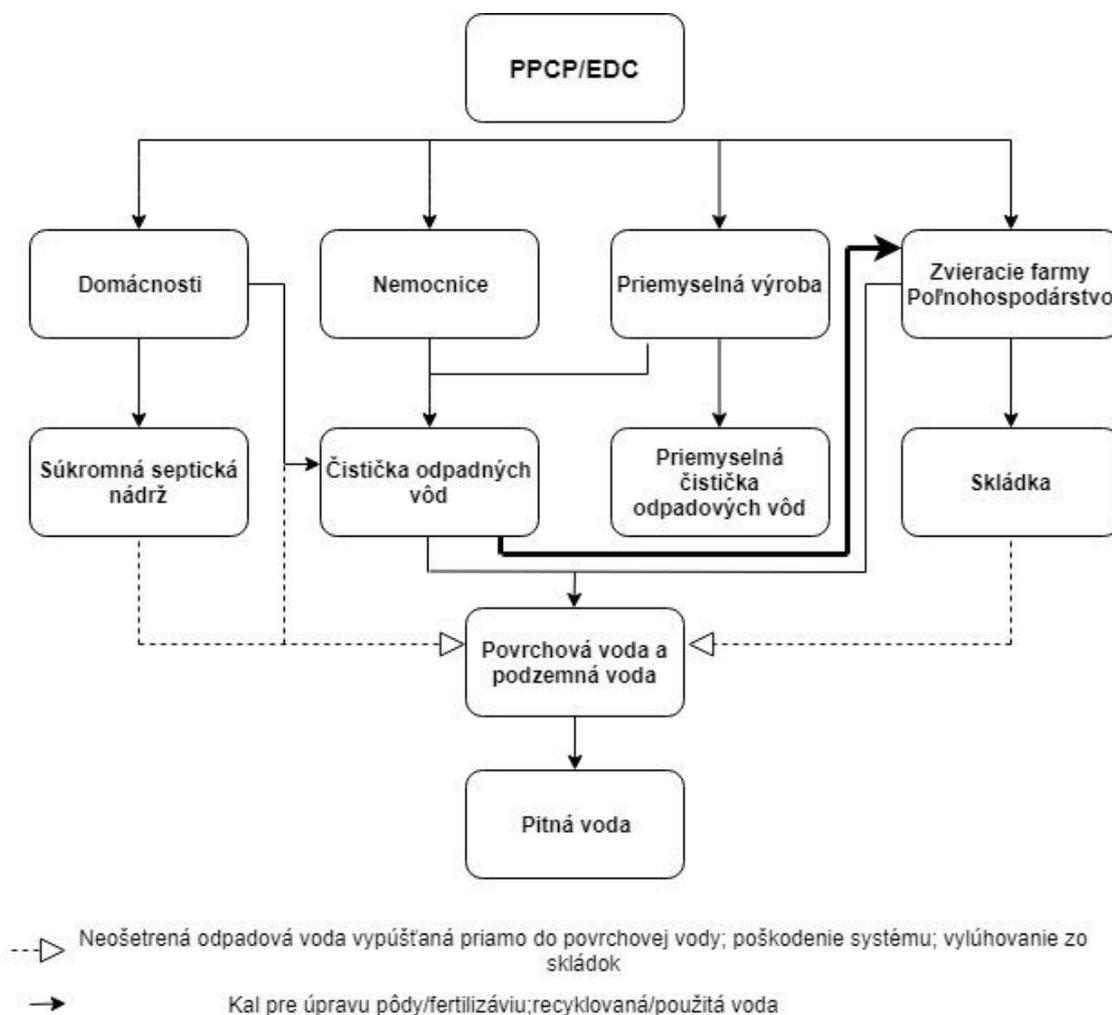 PPCP/EDC
Domácnosti
Nemocnice
Priemyselná výroba
Zvieracie farmy
Poľnohospodárstvo
Súkromná septická
nádrž
Čistička odpadných
vôd
Priemyselná
čistička
odpadových vôd
Skládka
Povrchová voda a
podzemná voda
Pitná voda
Neošetrená odpadová voda vypúšťaná priamo do povrchovej vody; poškodenie systému; vylúhovanie zo
skládok
Kal pre úpravu pôdy/fertilizáviu;recyklovaná/použitá voda